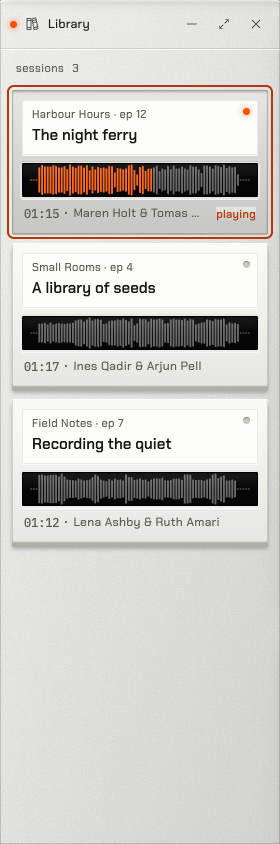 Library
sessions 3
Harbour Hours · ep 12
The night ferry
01:15 · Maren Holt & Tomas ... playing
Small Rooms · ep 4
A library of seeds
01:17 · Ines Qadir & Arjun Pell
Field Notes · ep 7
Recording the quiet
01:12 · Lena Ashby & Ruth Amari